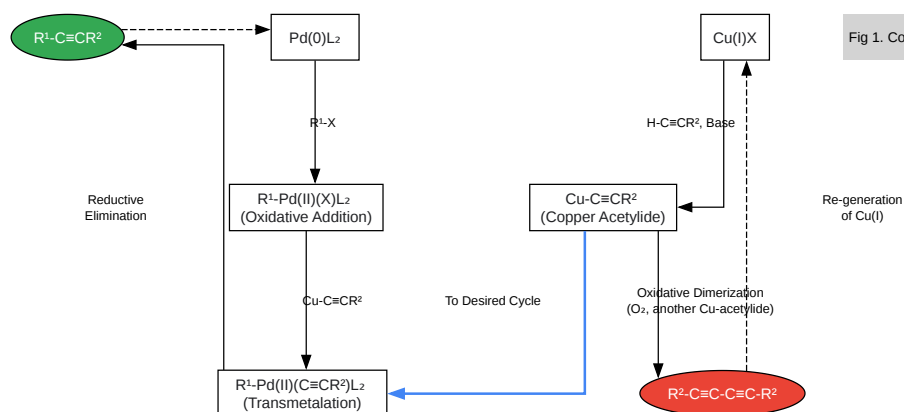 R¹-C≡CR²
Pd(0)L₂
Cu(I)X
Fig 1. Co
R¹-X
H-C≡CR², Base
Reductive
Elimination
R¹-Pd(II)(X)L₂
(Oxidative Addition)
Cu-C≡CR²
(Copper Acetylide)
Re-generation
of Cu(I)
Cu-C≡CR²
To Desired Cycle
Oxidative Dimerization
(O₂, another Cu-acetylide)
R¹-Pd(II)(C≡CR²)L₂
(Transmetalation)
R²-C≡C-C≡C-R²